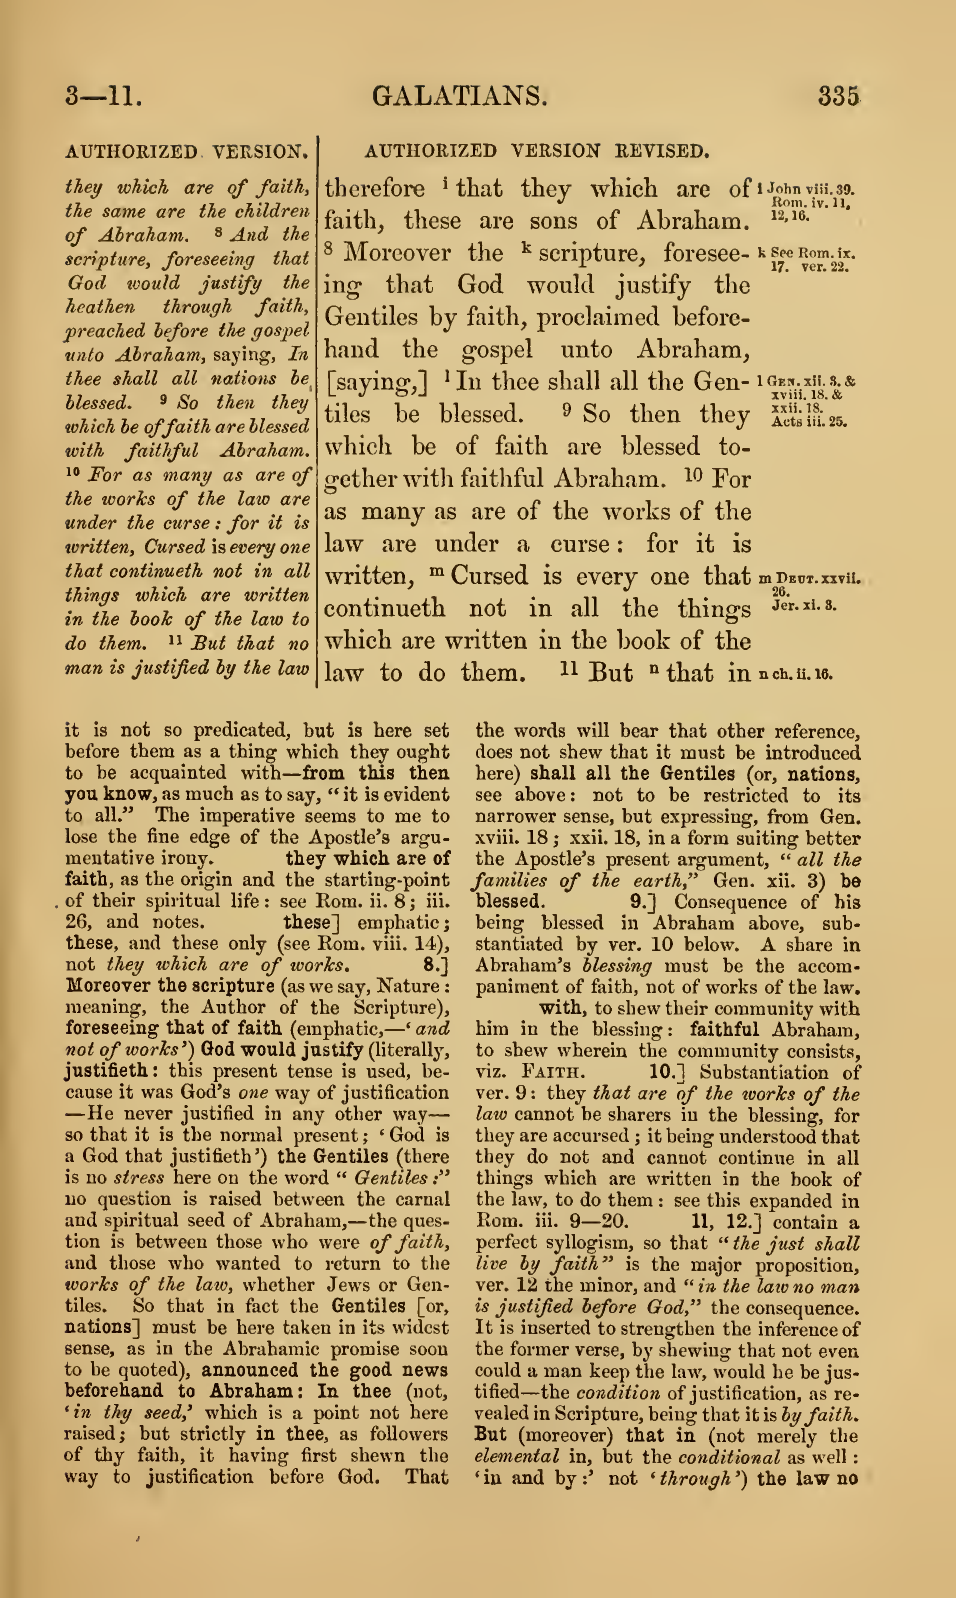 3—11.
GALATIANS.
335
AUTHORIZED VERSION.
they which are of faith,
the same are the children
of Abraham. 8 And the
scripture, foreseeing that
God would justify the
heathen through faith,
preached before the gospel
unto Abraham, saying, In
thee shall all nations be
blessed. 9 So then they
which be of faith are blessed
with faithful Abraham.
10 For as many as are of
the works of the law are
under the curse: for it is
written, Cursed is every one
that continueth not in all
things which are written
in the book of the law to
do them. 11 But that no
man is justified by the law
AUTHORIZED VERSION REVISED.
therefore i that they which are of
faith, these are sons of Abraham.
8 Moreover the k scripture, foresee-
ing that God would justify the
Gentiles by faith, proclaimed before-
hand the gospel unto Abraham,
[saying,] l In thee shall all the Gen-
tiles be blessed. 9 So then they
which be of faith are blessed to-
gether with faithful Abraham. 10 For
as many as are of the works of the
law are under a curse: for it is
written, m Cursed is every one that
continueth not in all the things
which are written in the book of the
law to do them. 11 But n that in
i John viii. 39.
Rom. iv. 11,
12, 16.
k See Rom. ix.
17. ver. 22.
l GEN. xii. 3, &
xviii. 18. &
xxii. 18.
Acts iii. 25.
m DEUT. xxvii.
26.
Jer. xi. 3.
n ch. ii. 16.
it is not so predicated, but is here set
before them as a thing which they ought
to be acquainted with—from this then
you know, as much as to say, "it is evident
to all." The imperative seems to me to
lose the fine edge of the Apostle's argu-
mentative irony. they which are of
faith, as the origin and the starting-point
of their spiritual life: see Rom. ii. 8; iii.
26, and notes. these] emphatic;
these, and these only (see Rom. viii. 14),
not they which are of works. 8.]
Moreover the scripture (as we say, Nature:
meaning, the Author of the Scripture),
foreseeing that of faith (emphatic,—'and
not of works') God would justify (literally,
justifieth: this present tense is used, be-
cause it was God's one way of justification
—He never justified in any other way—
so that it is the normal present; 'God is
a God that justifieth') the Gentiles (there
is no stress here on the word "Gentiles:"
no question is raised between the carnal
and spiritual seed of Abraham,—the ques-
tion is between those who were of faith,
and those who wanted to return to the
works of the law, whether Jews or Gen-
tiles. So that in fact the Gentiles [or,
nations] must be here taken in its widest
sense, as in the Abrahamic promise soon
to be quoted), announced the good news
beforehand to Abraham: In thee (not,
'in thy seed,' which is a point not here
raised; but strictly in thee, as followers
of thy faith, it having first shewn the
way to justification before God. That
the words will bear that other reference,
does not shew that it must be introduced
here) shall all the Gentiles (or, nations,
see above: not to be restricted to its
narrower sense, but expressing, from Gen.
xviii. 18; xxii. 18, in a form suiting better
the Apostle's present argument, "all the
families of the earth," Gen. xii. 3) be
blessed. 9.] Consequence of his
being blessed in Abraham above, sub-
stantiated by ver. 10 below. A share in
Abraham's blessing must be the accom-
paniment of faith, not of works of the law.
with, to shew their community with
him in the blessing: faithful Abraham,
to shew wherein the community consists,
viz. FAITH. 10.] Substantiation of
ver. 9: they that are of the works of the
law cannot be sharers in the blessing, for
they are accursed; it being understood that
they do not and cannot continue in all
things which are written in the book of
the law, to do them: see this expanded in
Rom. iii. 9—20. 11, 12.] contain a
perfect syllogism, so that "the just shall
live by faith" is the major proposition,
ver. 12 the minor, and "in the law no man
is justified before God," the consequence.
It is inserted to strengthen the inference of
the former verse, by shewing that not even
could a man keep the law, would he be jus-
tified—the condition of justification, as re-
vealed in Scripture, being that it is by faith.
But (moreover) that in (not merely the
elemental in, but the conditional as well:
'in and by:' not 'through') the law no